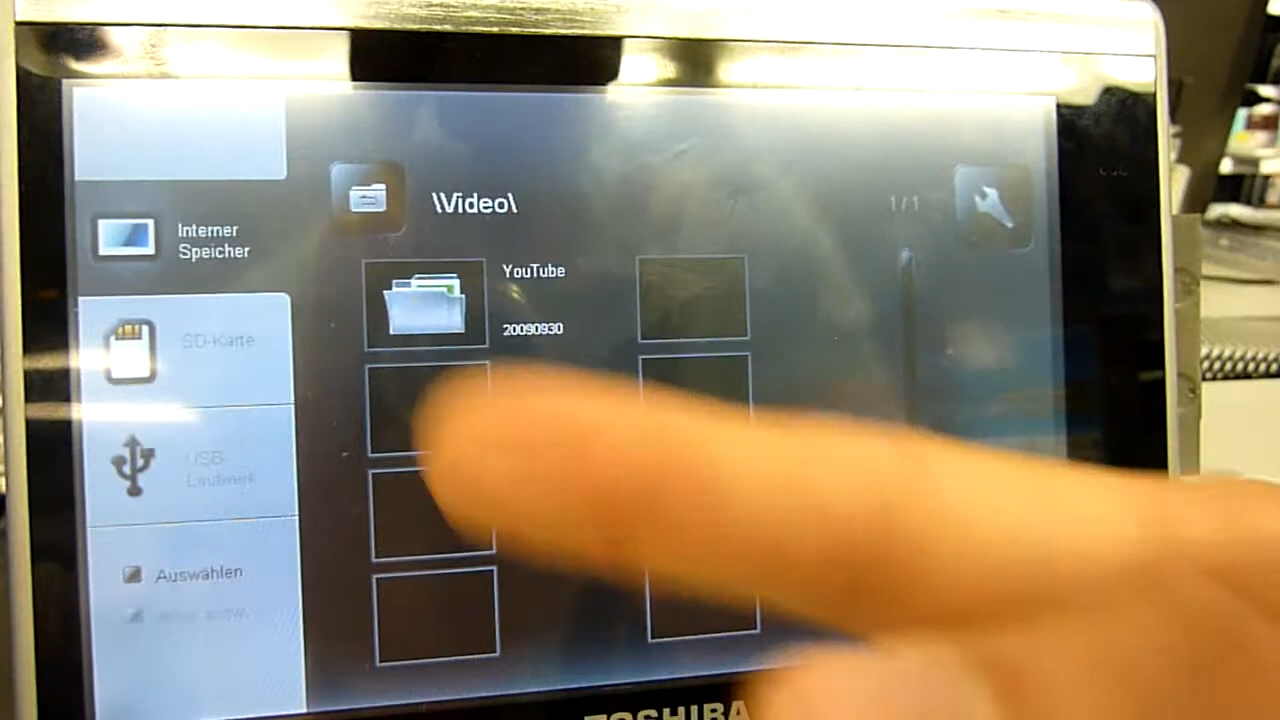 \Video\
1/1
Interner
Speicher
YouTube
20090930
SD-Karte
USB-
Laufwerk
Auswählen
TOSHIBA